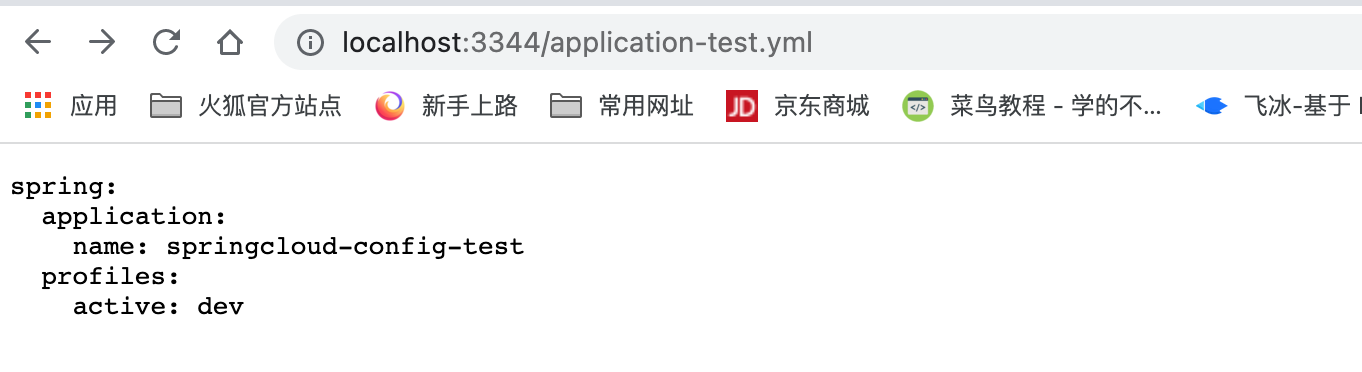 localhost:3344/application-test.yml
应用 火狐官方站点 新手上路 常用网址 JD 京东商城 </> 菜鸟教程 - 学的不... 飞冰-基于
spring:
  application:
    name: springcloud-config-test
  profiles:
    active: dev